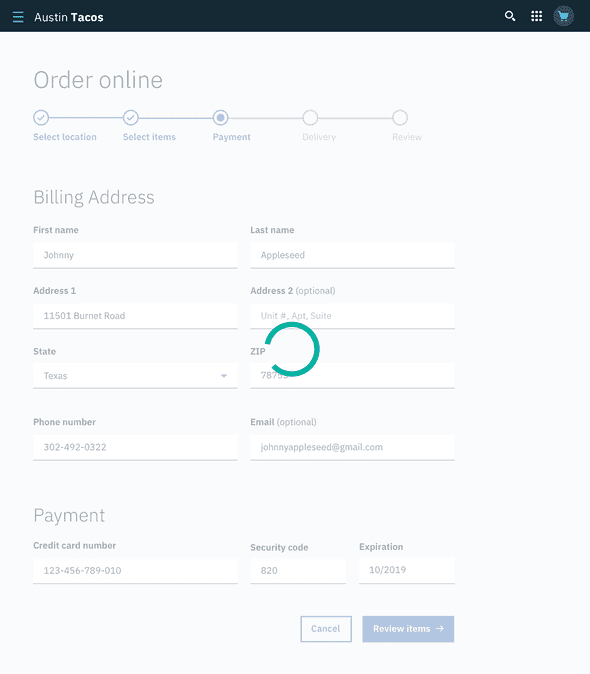 Austin Tacos
Order online
Select location Select items Payment Delivery Review
Billing Address
First name Last name
Johnny Appleseed
Address 1 Address 2 (optional)
11501 Burnet Road Unit #, Apt, Suite
State ZIP
Texas
Phone number Email (optional)
302-492-0322 johnnyappleseed@gmail.com
Payment
Credit card number Security code Expiration
123-456-789-010 820 10/2019
Cancel Review items →